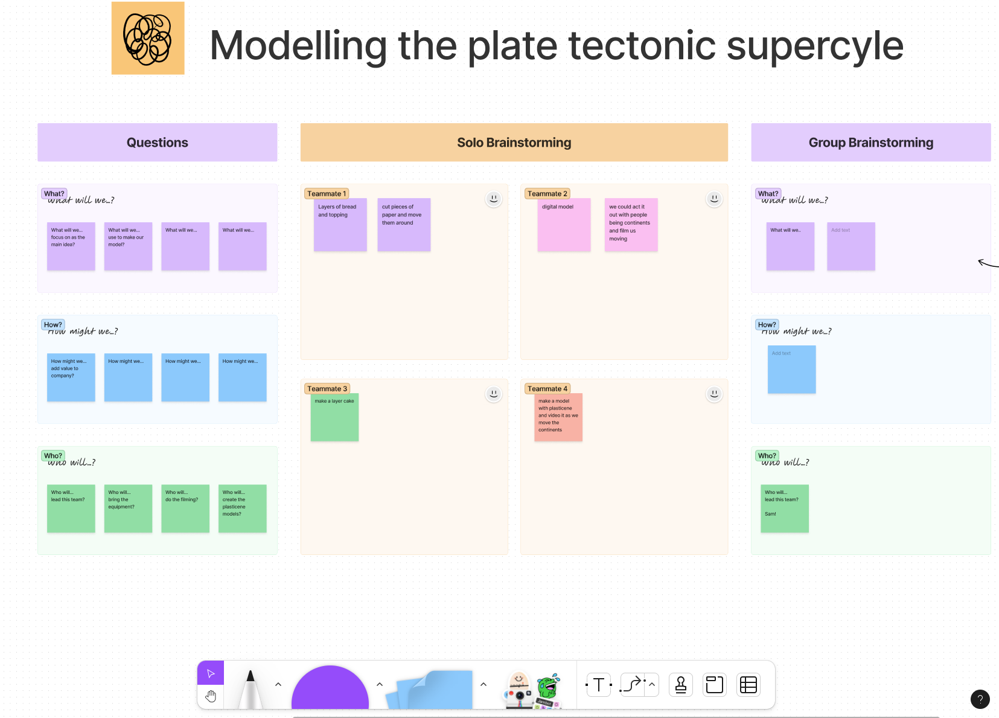 Modelling the plate tectonic supercyle
Questions
What?
What will we...?
What will we...
focus on as the
main idea?
What will we...
use to make our
model?
What will we...
What will we...
How?
How might we...?
How might we...
add value to
company?
How might we...
How might we...
How might we...
Who?
Who will...?
Who will...
lead this team?
Who will...
bring the
equipment?
Who will...
do the filming?
Who will...
create the
plasticene
models?
Solo Brainstorming
Teammate 1
Layers of bread
and topping
cut pieces of
paper and move
them around
Teammate 2
digital model
we could act it
out with people
being continents
and film us
moving
Teammate 3
make a layer cake
Teammate 4
make a model
with plasticene
and video it as we
move the
continents
Group Brainstorming
What?
What will we...?
What will we..
Add text
How?
How might we...?
Add text
Who?
Who will...?
Who will...
lead this team?
Sam!
T
Jambot
?